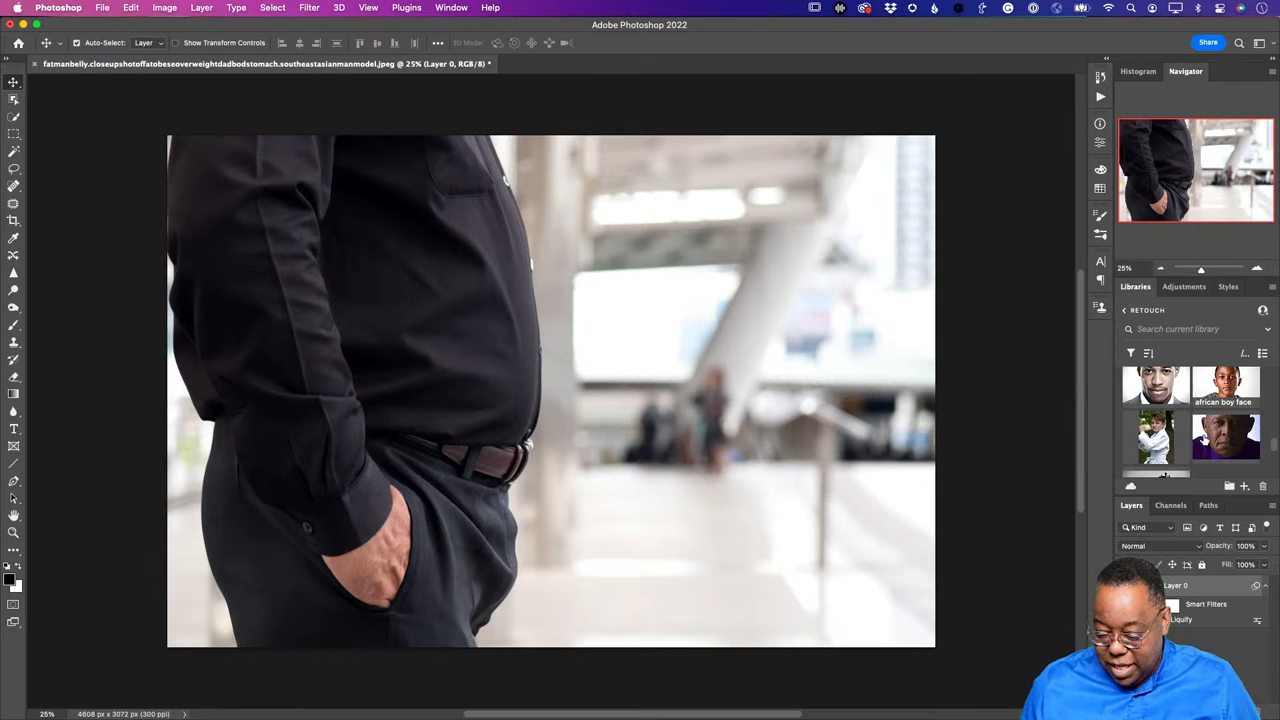 Photoshop File Edit Image Layer Type Select Filter 3D View Plugins Window Help
Adobe Photoshop 2022
Auto-Select: Layer Show Transform Controls 3D Mode: Share
fatmanbelly.closeupshotoffatobeseoverweightdadbodstomach.southeastasianmanmodel.jpeg @ 25% (Layer 0, RGB/8) *
Histogram Navigator
25%
Libraries Adjustments Styles
RETOUCH
Search current library
african boy face
Layers Channels Paths
Kind
Normal Opacity: 100%
Fill: 100%
Layer 0
Smart Filters
Liquify
25% 4608 px x 3072 px (300 ppi)